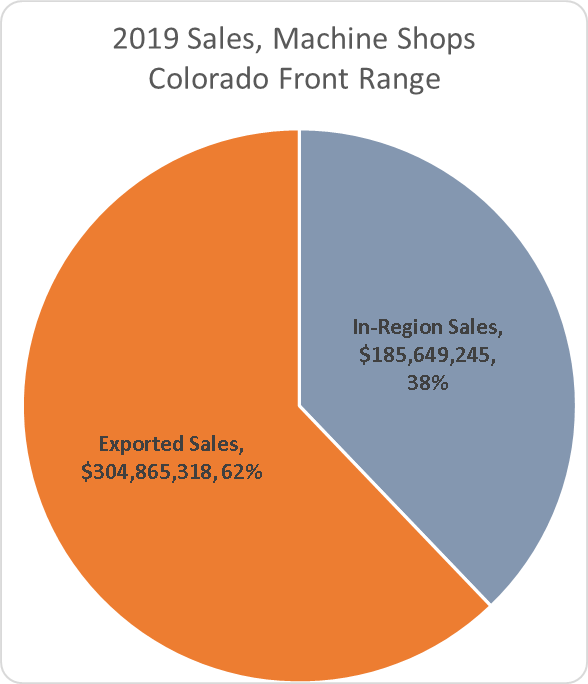 2019 Sales, Machine Shops
Colorado Front Range
In-Region Sales,
$185,649,245,
38%
Exported Sales,
$304,865,318, 62%